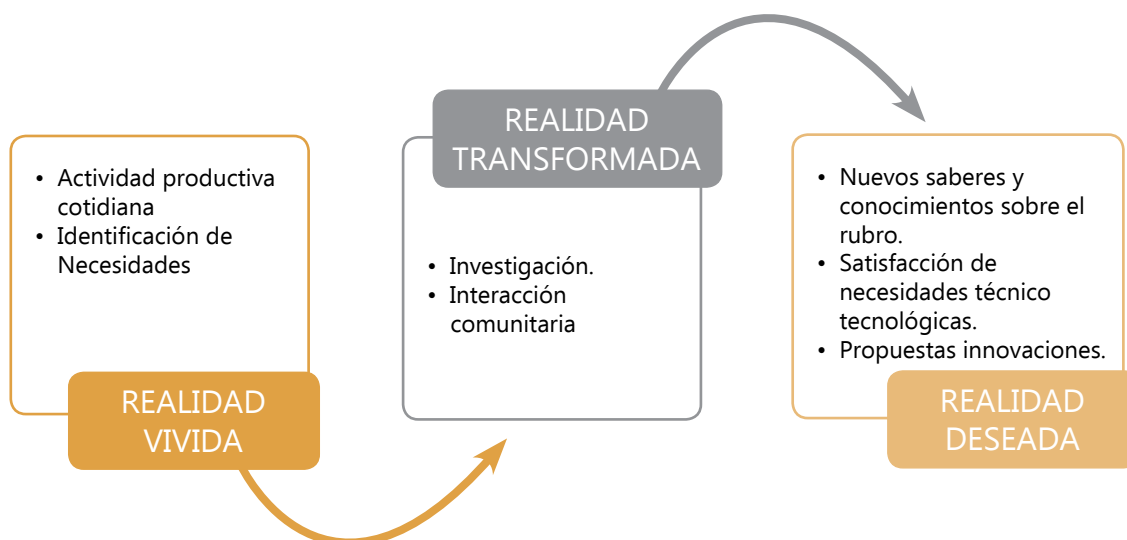 • Actividad productiva
cotidiana
• Identificación de
Necesidades
REALIDAD
VIVIDA
REALIDAD
TRANSFORMADA
• Investigación.
• Interacción
comunitaria
• Nuevos saberes y
conocimientos sobre el
rubro.
• Satisfacción de
necesidades técnico
tecnológicas.
• Propuestas innovaciones.
REALIDAD
DESEADA